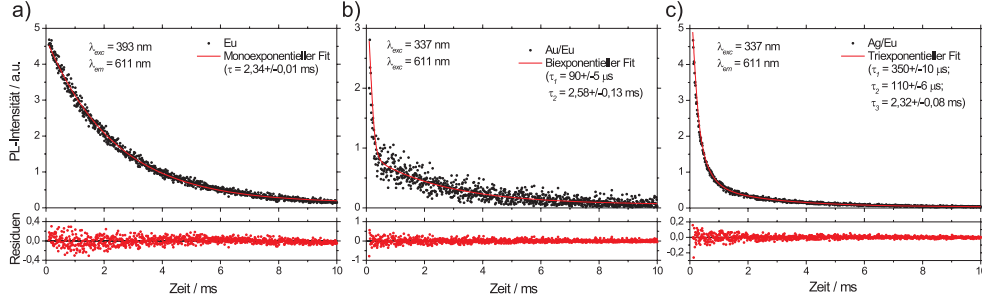 a)
PL-Intensität / a.u.
5
4
3
2
1
0
λexc = 393 nm
λem = 611 nm
Eu
Monoexponentieller Fit
(τ = 2,34+/-0,01 ms)
Residuen
0,4
0,0
-0,4
0 2 4 6 8 10
Zeit / ms
b)
3
2
1
0
λexc = 337 nm
λem = 611 nm
Au/Eu
Biexponentieller Fit
(τ1 = 90+/-5 µs
τ2 = 2,58+/-0,13 ms)
1
0
-1
0 2 4 6 8 10
Zeit / ms
c)
5
4
3
2
1
0
λexc = 337 nm
λem = 611 nm
Ag/Eu
Triexponentieller Fit
(τ1 = 350+/-10 µs;
τ2 = 110+/-6 µs;
τ3 = 2,32+/-0,08 ms)
0,2
0,0
-0,2
0 2 4 6 8 10
Zeit / ms